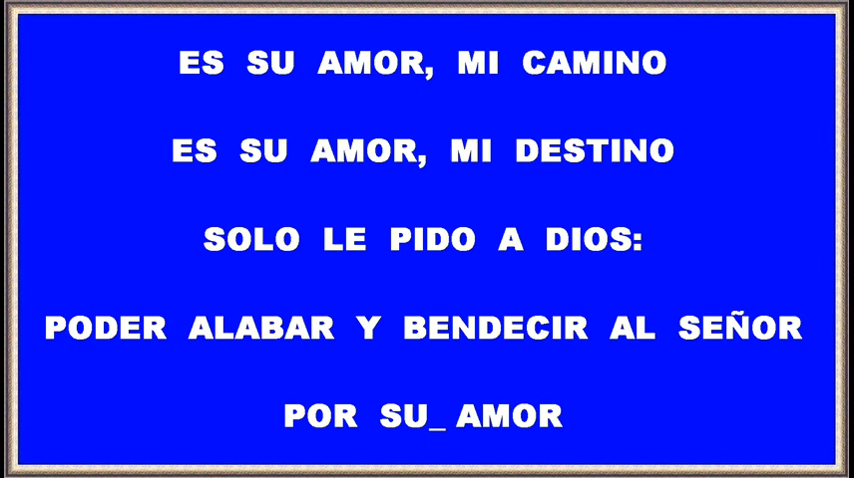 ES SU AMOR, MI CAMINO
ES SU AMOR, MI DESTINO
SOLO LE PIDO A DIOS:
PODER ALABAR Y BENDECIR AL SEÑOR
POR SU_ AMOR